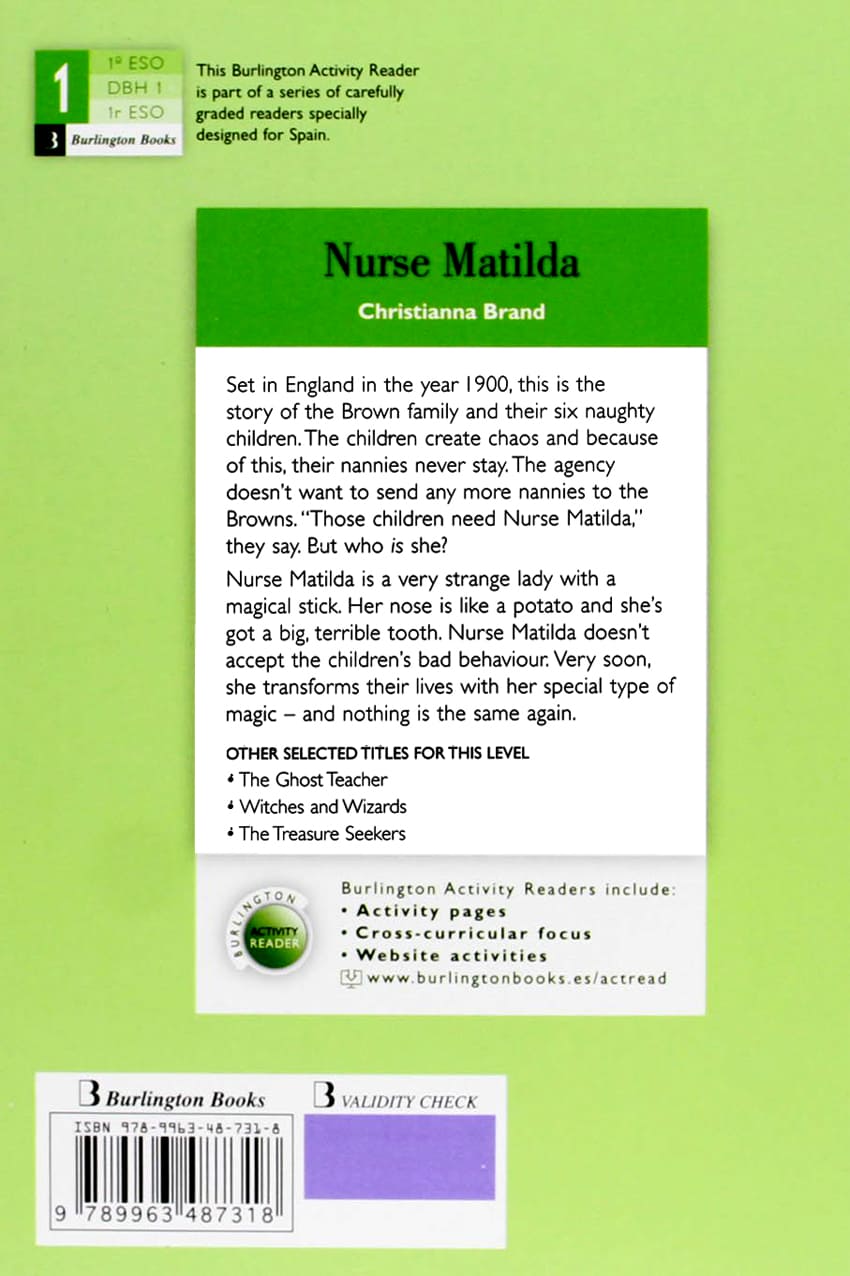 1
1º ESO
DBH 1
1r ESO
B Burlington Books
This Burlington Activity Reader
is part of a series of carefully
graded readers specially
designed for Spain.
Nurse Matilda
Christianna Brand
Set in England in the year 1900, this is the
story of the Brown family and their six naughty
children. The children create chaos and because
of this, their nannies never stay. The agency
doesn't want to send any more nannies to the
Browns. "Those children need Nurse Matilda,"
they say. But who is she?
Nurse Matilda is a very strange lady with a
magical stick. Her nose is like a potato and she's
got a big, terrible tooth. Nurse Matilda doesn't
accept the children's bad behaviour. Very soon,
she transforms their lives with her special type of
magic – and nothing is the same again.
OTHER SELECTED TITLES FOR THIS LEVEL
• The Ghost Teacher
• Witches and Wizards
• The Treasure Seekers
BURLINGTON
ACTIVITY
READER
Burlington Activity Readers include:
• Activity pages
• Cross-curricular focus
• Website activities
www.burlingtonbooks.es/actread
B Burlington Books
B VALIDITY CHECK
ISBN 978-9963-48-731-8
9 789963 487318